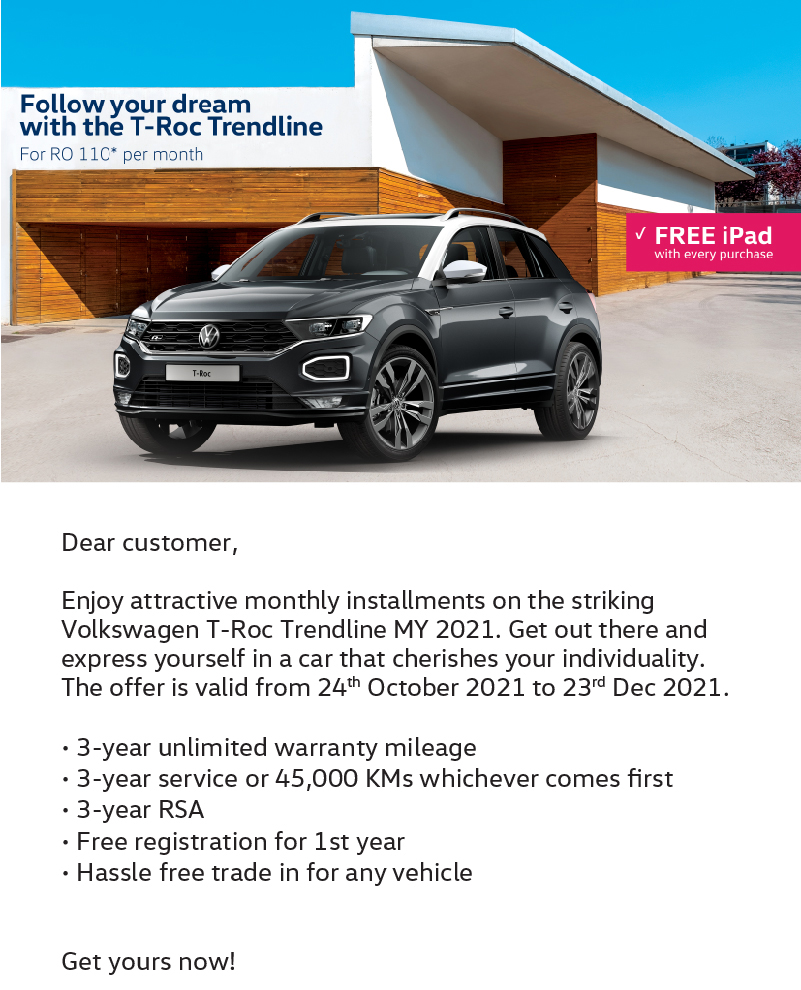 Follow your dream
with the T-Roc Trendline
For RO 110* per month
✓ FREE iPad
with every purchase
T-Roc
Dear customer,
Enjoy attractive monthly installments on the striking
Volkswagen T-Roc Trendline MY 2021. Get out there and
express yourself in a car that cherishes your individuality.
The offer is valid from 24th October 2021 to 23rd Dec 2021.
• 3-year unlimited warranty mileage
• 3-year service or 45,000 KMs whichever comes first
• 3-year RSA
• Free registration for 1st year
• Hassle free trade in for any vehicle
Get yours now!